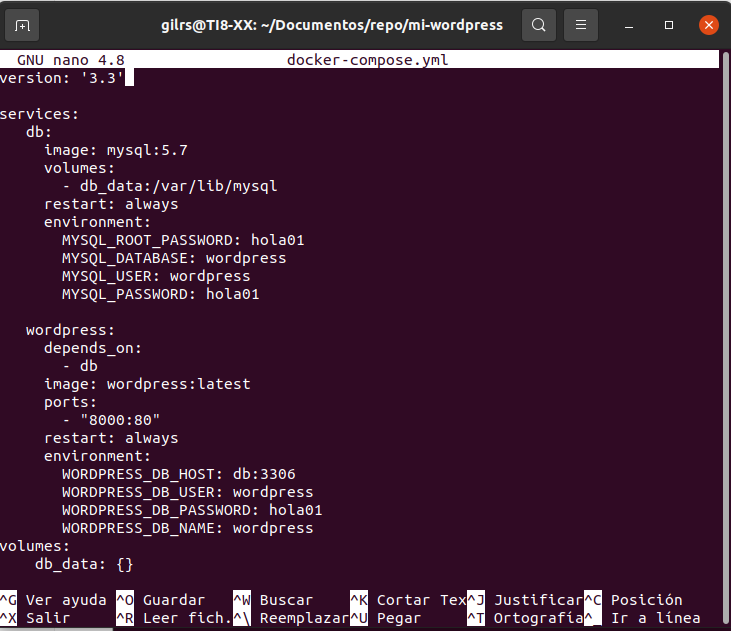 gilrs@TI8-XX: ~/Documentos/repo/mi-wordpress
GNU nano 4.8 docker-compose.yml
version: '3.3'
services:
db:
image: mysql:5.7
volumes:
- db_data:/var/lib/mysql
restart: always
environment:
MYSQL_ROOT_PASSWORD: hola01
MYSQL_DATABASE: wordpress
MYSQL_USER: wordpress
MYSQL_PASSWORD: hola01
wordpress:
depends_on:
- db
image: wordpress:latest
ports:
- "8000:80"
restart: always
environment:
WORDPRESS_DB_HOST: db:3306
WORDPRESS_DB_USER: wordpress
WORDPRESS_DB_PASSWORD: hola01
WORDPRESS_DB_NAME: wordpress
volumes:
db_data: {}
^G Ver ayuda ^O Guardar ^W Buscar ^K Cortar Tex^J Justificar^C Posición
^X Salir ^R Leer fich.^\ Reemplazar^U Pegar ^T Ortografía^_ Ir a línea